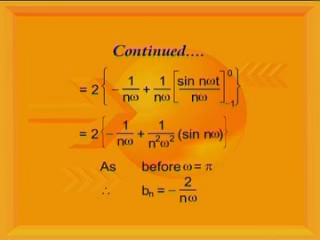 Continued....
= 2 { − 1/nω + 1/nω [ sin nωt / nω ]⁰₋₁ }
= 2 { − 1/nω + 1/n²ω² (sin nω) }
As before ω = π
∴ bₙ = − 2/nω